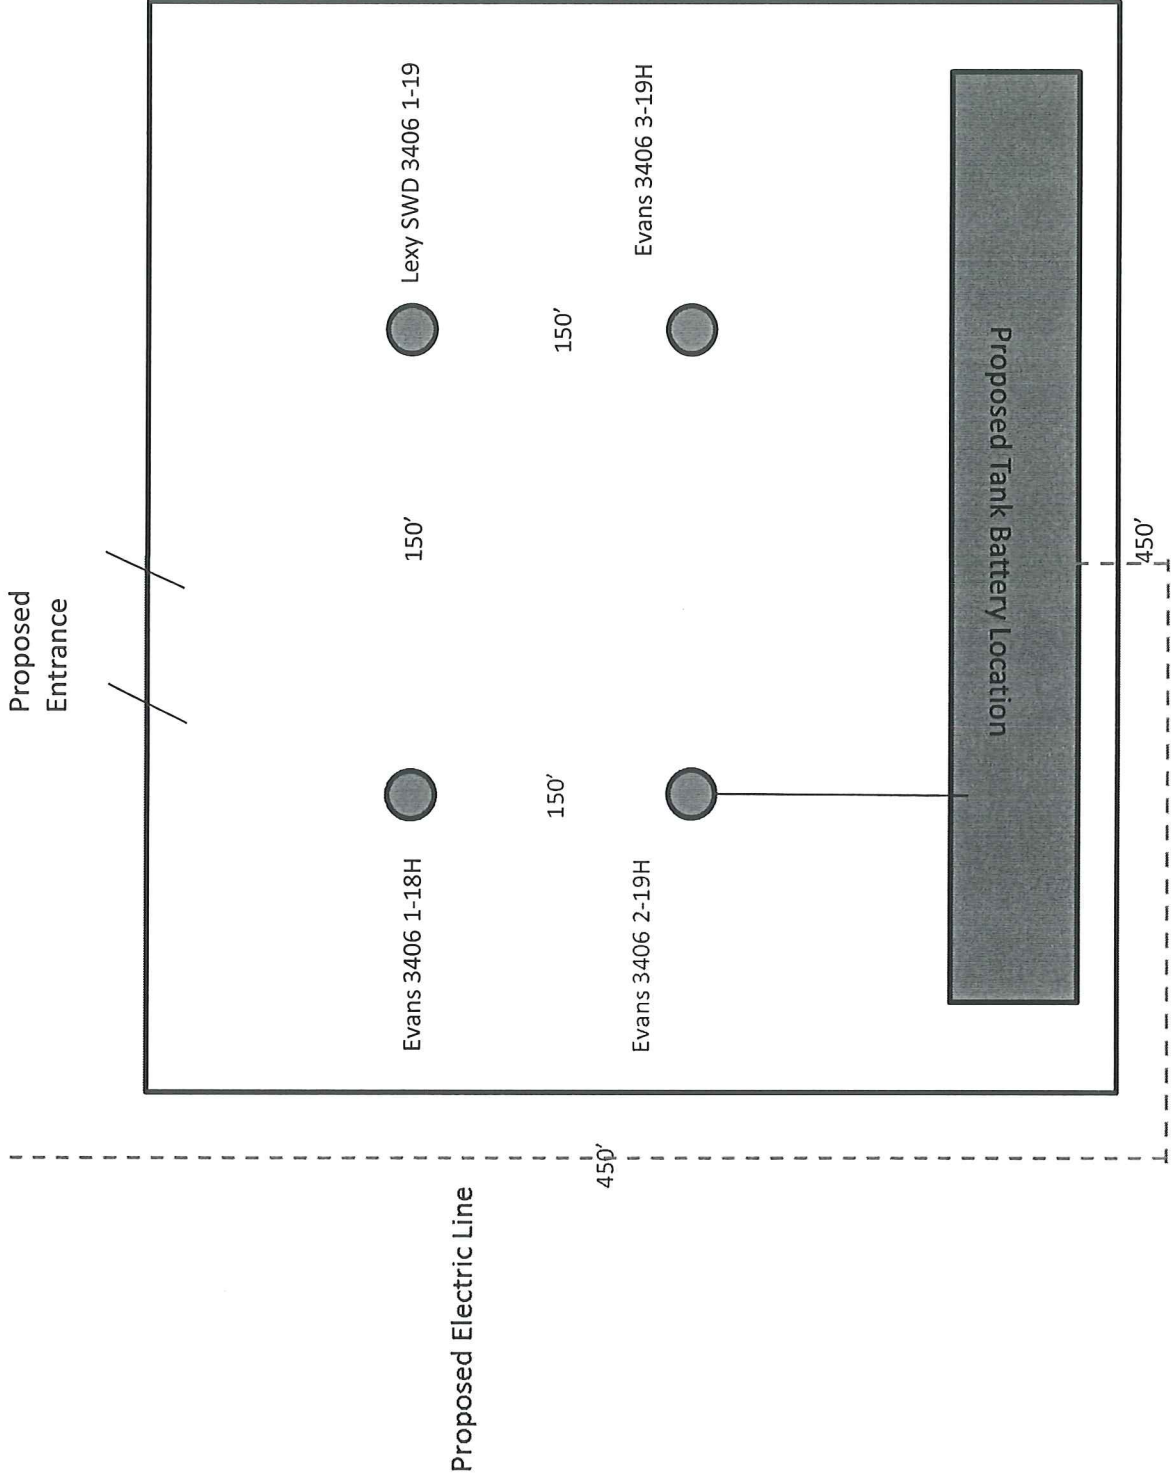 Proposed
Entrance
Lexy SWD 3406 1-19
Evans 3406 3-19H
150’
150’
150’
Evans 3406 1-18H
Evans 3406 2-19H
Proposed Tank Battery Location
450’
450’
Proposed Electric Line